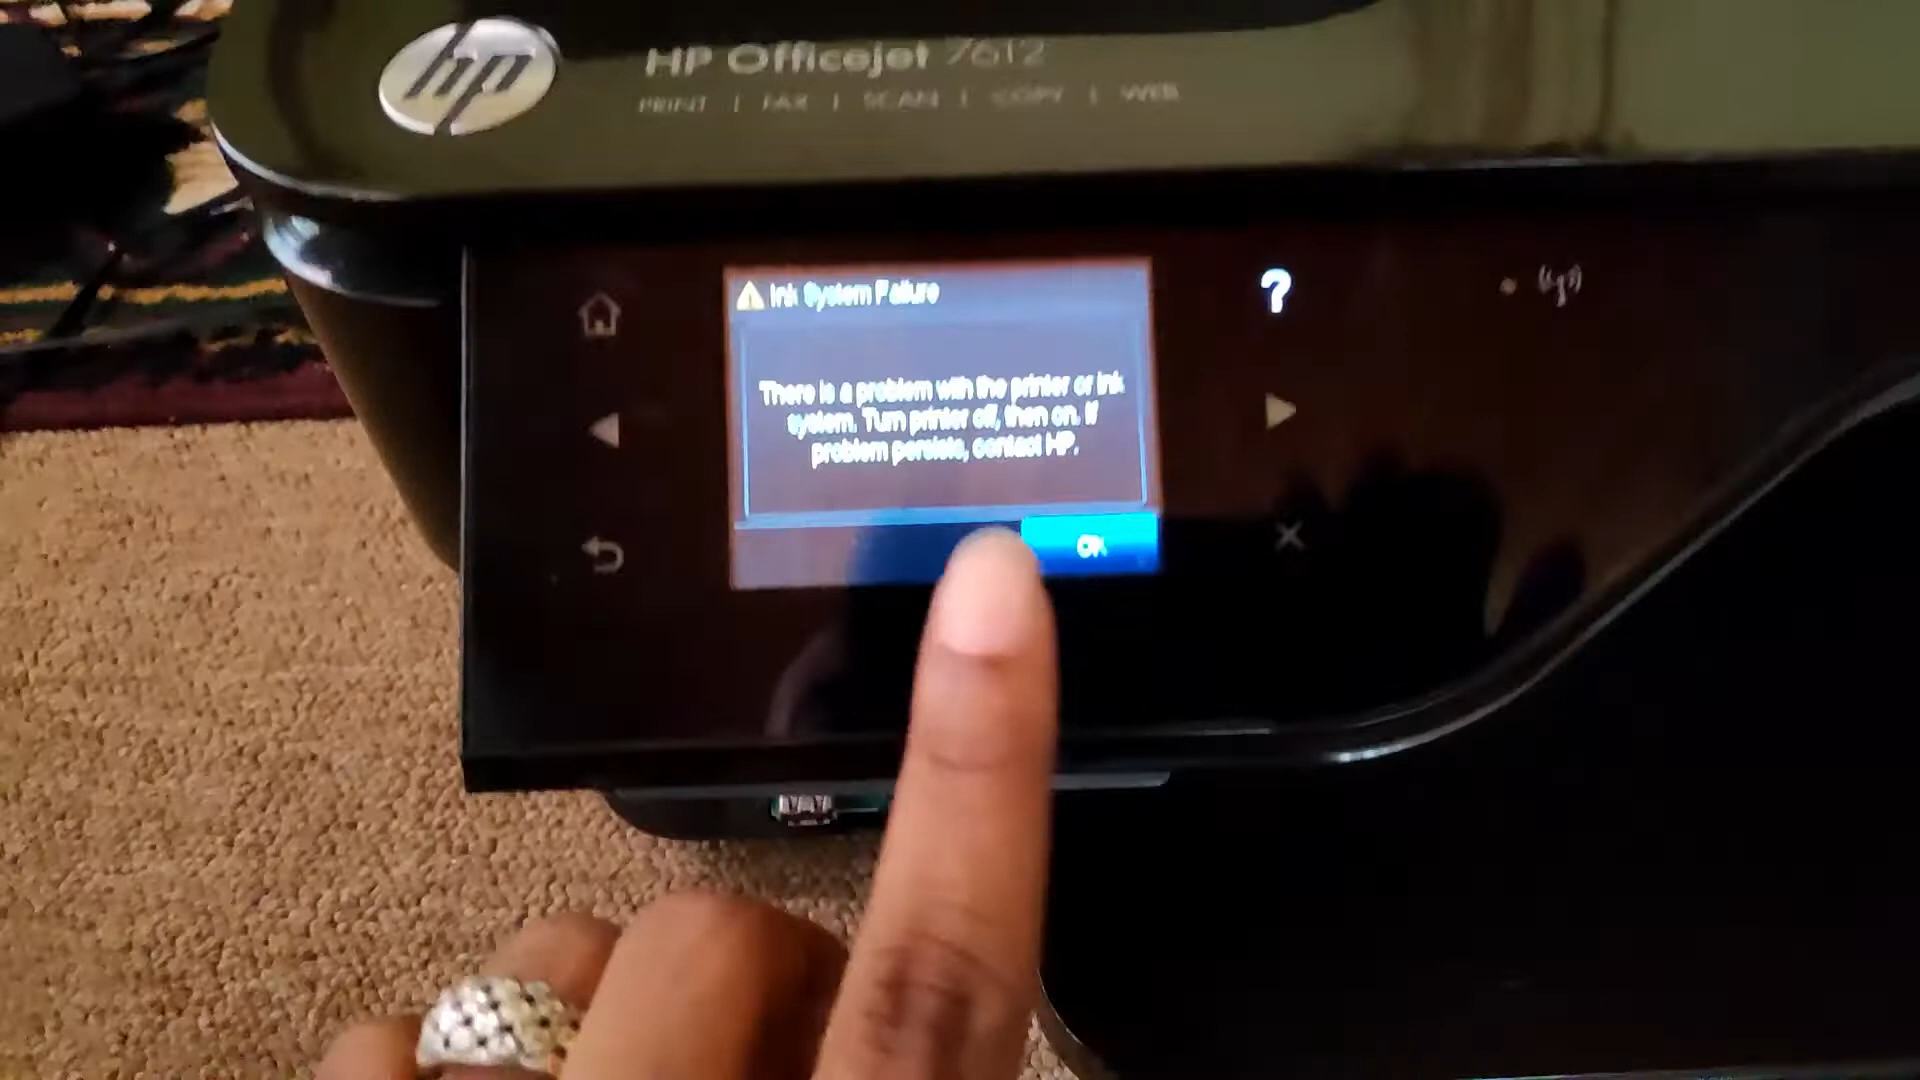 hp
HP Officejet 7612
PRINT | FAX | SCAN | COPY | WEB
Ink System Failure
?
There is a problem with the printer or ink
system. Turn printer off, then on. If
problem persists, contact HP.
OK